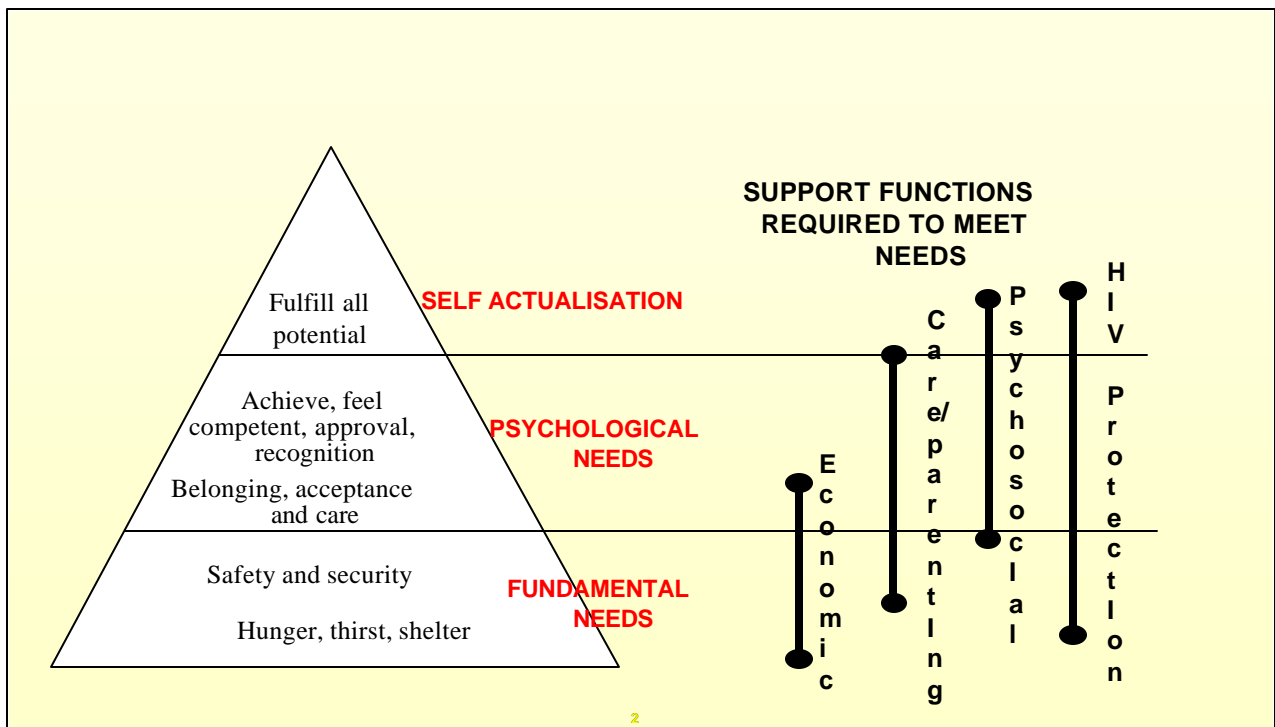 SUPPORT FUNCTIONS
REQUIRED TO MEET
NEEDS
Fulfill all
potential
SELF ACTUALISATION
Achieve, feel
competent, approval,
recognition
PSYCHOLOGICAL
NEEDS
Belonging, acceptance
and care
Safety and security
FUNDAMENTAL
NEEDS
Hunger, thirst, shelter
Economic
Care/parentIng
PsychosocIal
HIV ProtectIon
2